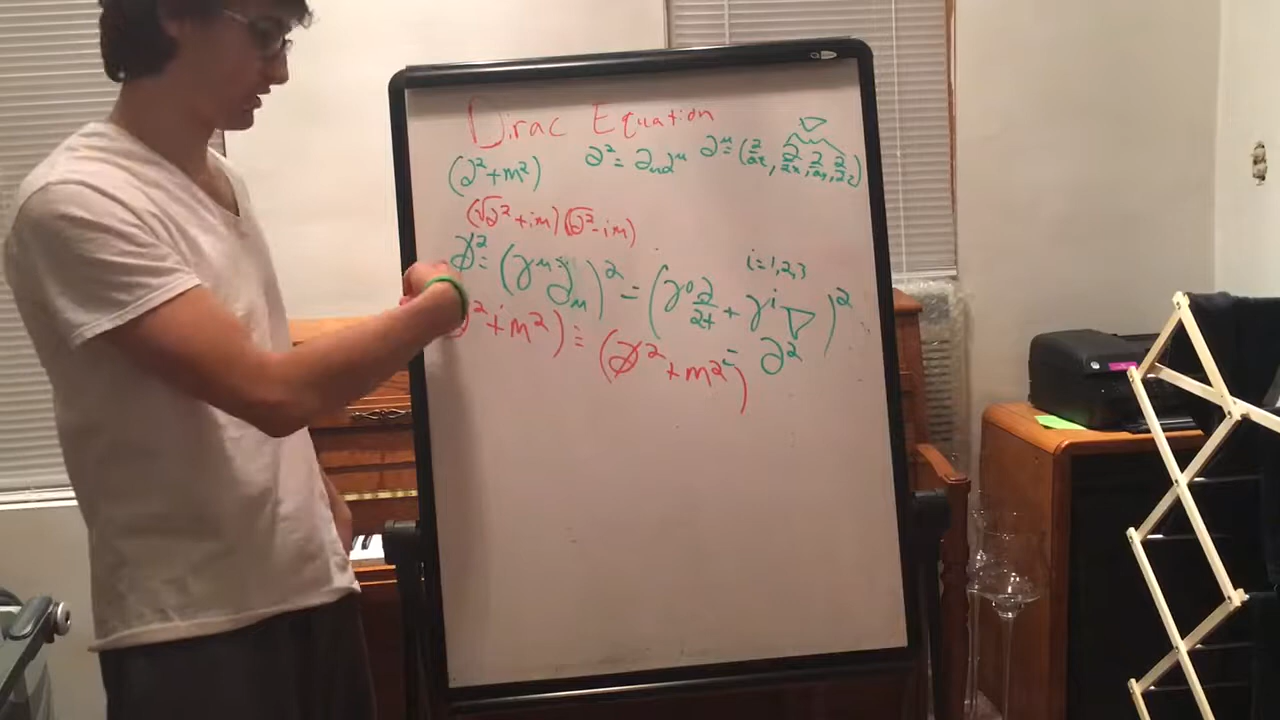 Dirac Equation
(∂² + m²) ∂² = ∂_μ∂^μ ∂^μ = (∂/∂t, ∂/∂x, ∂/∂y, ∂/∂z) ∇
(√∂² + im)(√∂² - im)
∂̸² = (γ^μ ∂_μ)² = (γ⁰ ∂/∂t + γ^i ∇)² i = 1,2,3
² + m²) = (∂̸² + m²) = ∂²